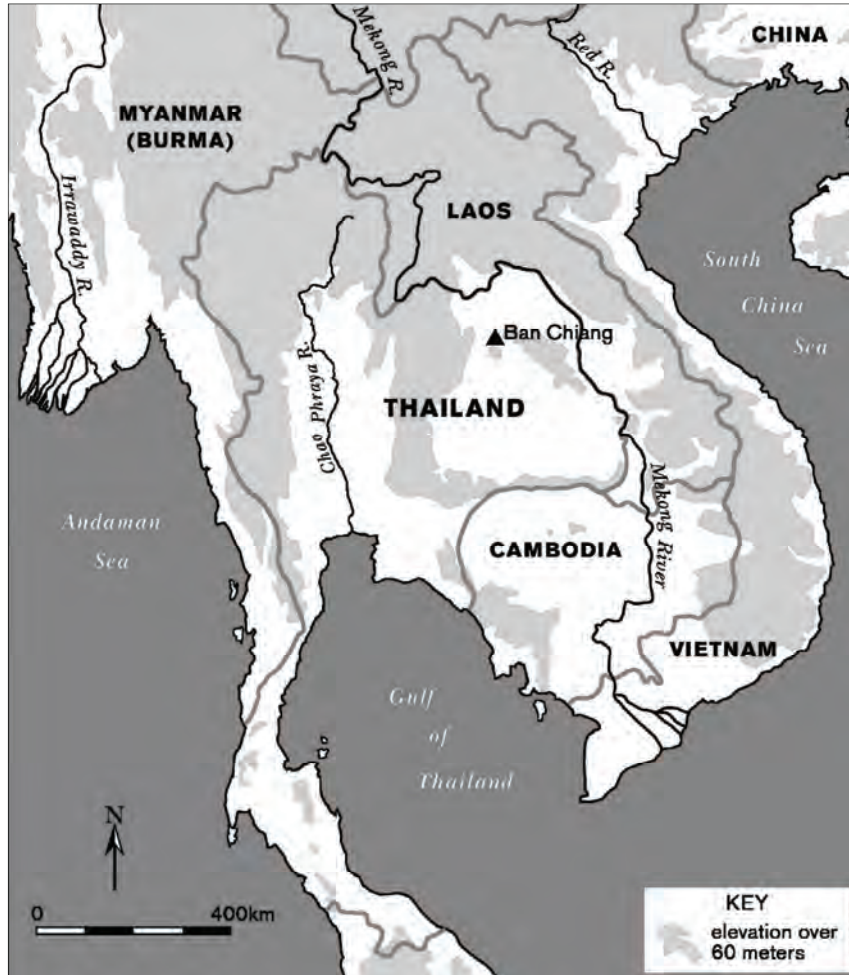 CHINA
Mekong R.
Red R.
MYANMAR
(BURMA)
Irrawaddy R.
LAOS
South
China
Sea
Ban Chiang
Chao Phraya R.
THAILAND
Mekong River
Andaman
Sea
CAMBODIA
VIETNAM
Gulf
of
Thailand
N
0 400km
KEY
elevation over
60 meters